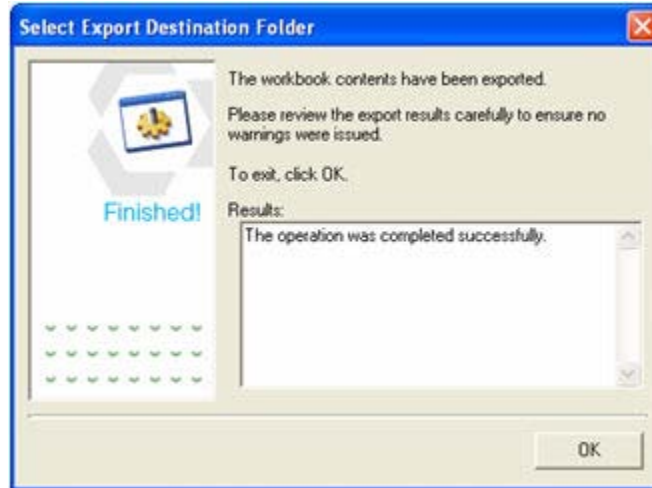 Select Export Destination Folder
The workbook contents have been exported.
Please review the export results carefully to ensure no
warnings were issued.
To exit, click OK.
Finished!
Results:
The operation was completed successfully.
OK